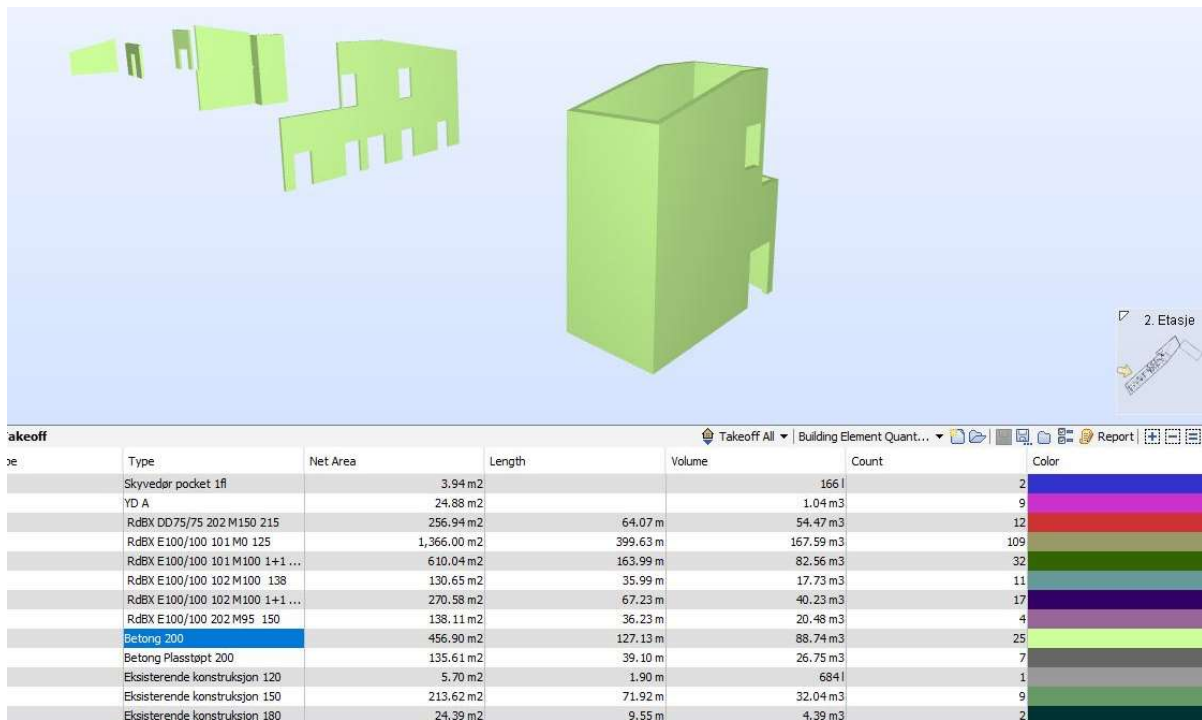 2. Etasje
akeoff Takeoff All | Building Element Quant... Report
pe Type Net Area Length Volume Count Color
Skyvedør pocket 1fl 3.94 m2 166 l 2
YD A 24.88 m2 1.04 m3 9
RdBX DD75/75 202 M150 215 256.94 m2 64.07 m 54.47 m3 12
RdBX E100/100 101 M0 125 1,366.00 m2 399.63 m 167.59 m3 109
RdBX E100/100 101 M100 1+1 ... 610.04 m2 163.99 m 82.56 m3 32
RdBX E100/100 102 M100 138 130.65 m2 35.99 m 17.73 m3 11
RdBX E100/100 102 M100 1+1 ... 270.58 m2 67.23 m 40.23 m3 17
RdBX E100/100 202 M95 150 138.11 m2 36.23 m 20.48 m3 4
Betong 200 456.90 m2 127.13 m 88.74 m3 25
Betong Plasstøpt 200 135.61 m2 39.10 m 26.75 m3 7
Eksisterende konstruksjon 120 5.70 m2 1.90 m 684 l 1
Eksisterende konstruksjon 150 213.62 m2 71.92 m 32.04 m3 9
Eksisterende konstruksjon 180 24.39 m2 9.55 m 4.39 m3 2